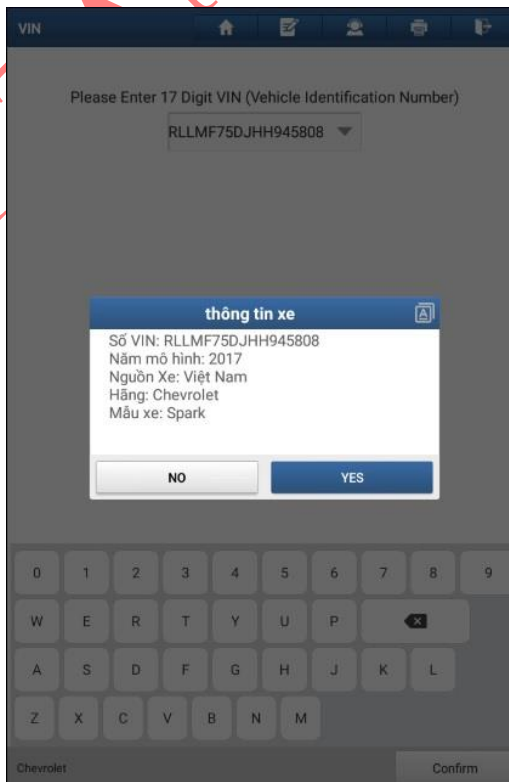 VIN
Please Enter 17 Digit VIN (Vehicle Identification Number)
RLLMF75DJHH945808
thông tin xe
Số VIN: RLLMF75DJHH945808
Năm mô hình: 2017
Nguồn Xe: Việt Nam
Hãng: Chevrolet
Mẫu xe: Spark
NO YES
0 1 2 3 4 5 6 7 8 9
W E R T Y U P
A S D F G H J K L
Z X C V B N M
Chevrolet Confirm